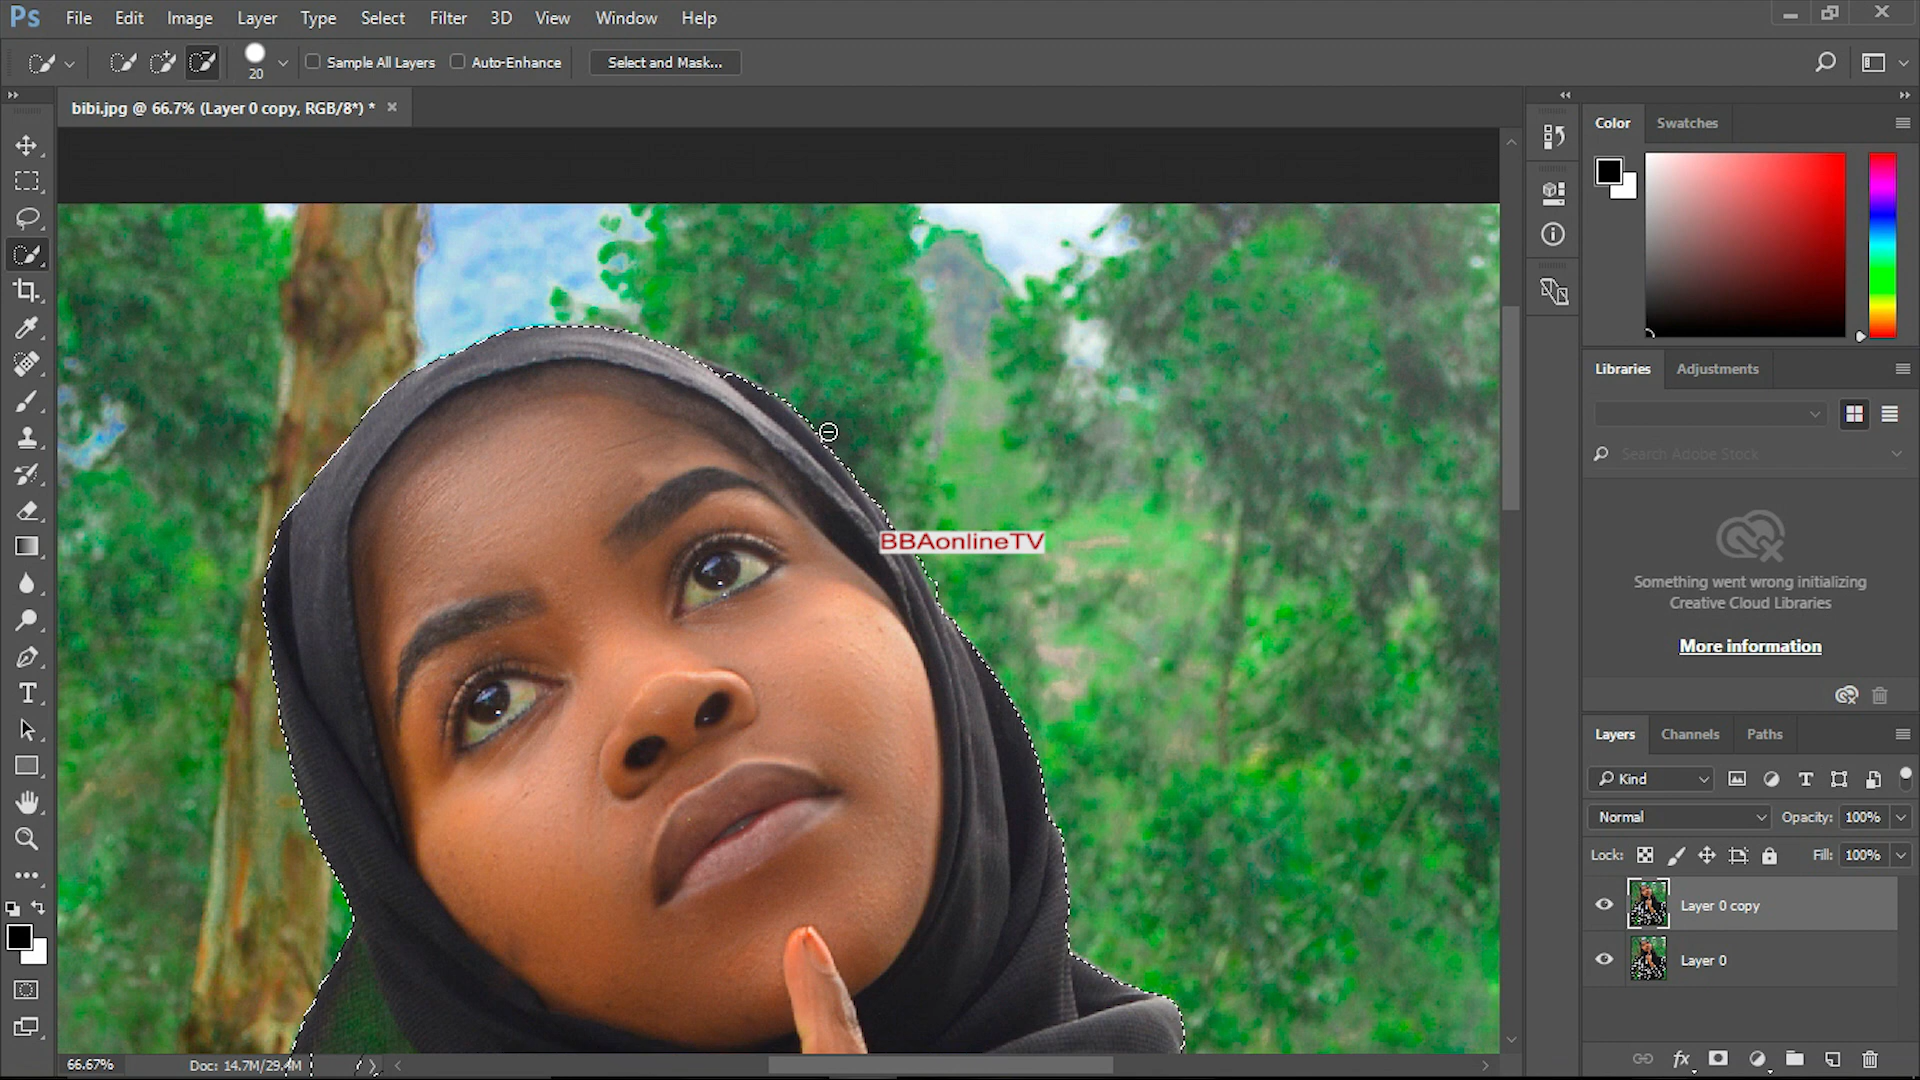 Ps File Edit Image Layer Type Select Filter 3D View Window Help
20 Sample All Layers Auto-Enhance Select and Mask...
bibi.jpg @ 66.7% (Layer 0 copy, RGB/8*) *
Color Swatches
Libraries Adjustments
Search Adobe Stock
BBAonlineTV
Something went wrong initializing
Creative Cloud Libraries
More information
Layers Channels Paths
Kind
Normal Opacity: 100%
Lock: Fill: 100%
Layer 0 copy
Layer 0
66.67% Doc: 14.7M/29.4M
fx